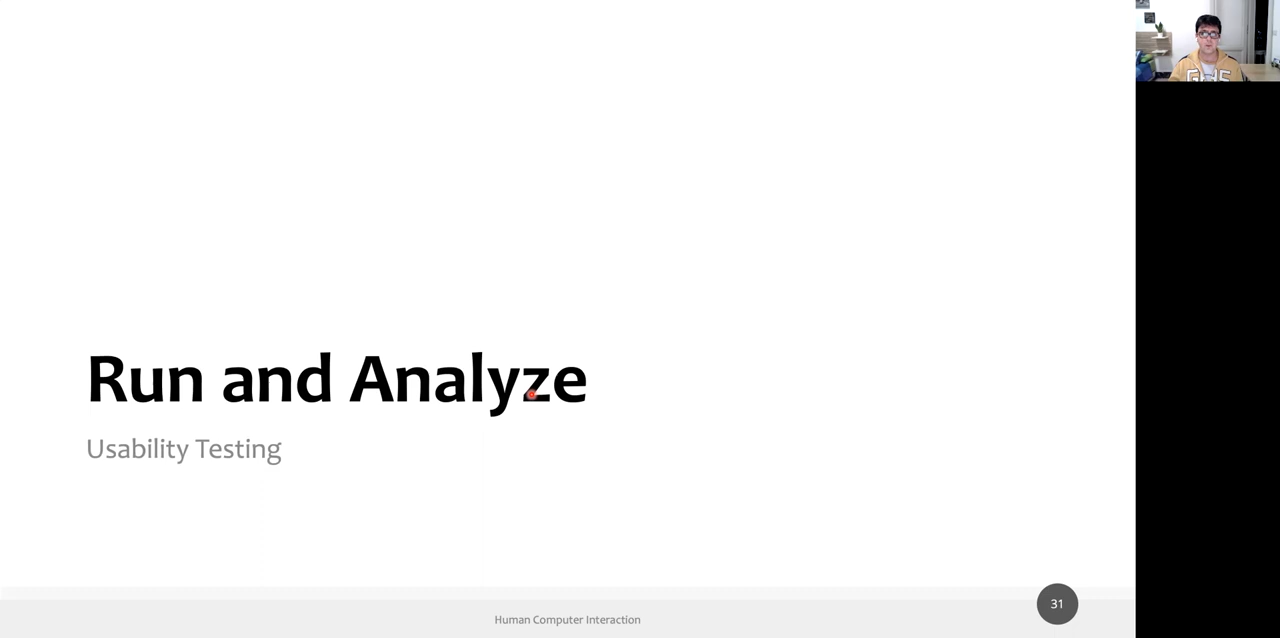 Run and Analyze
Usability Testing
Human Computer Interaction
31